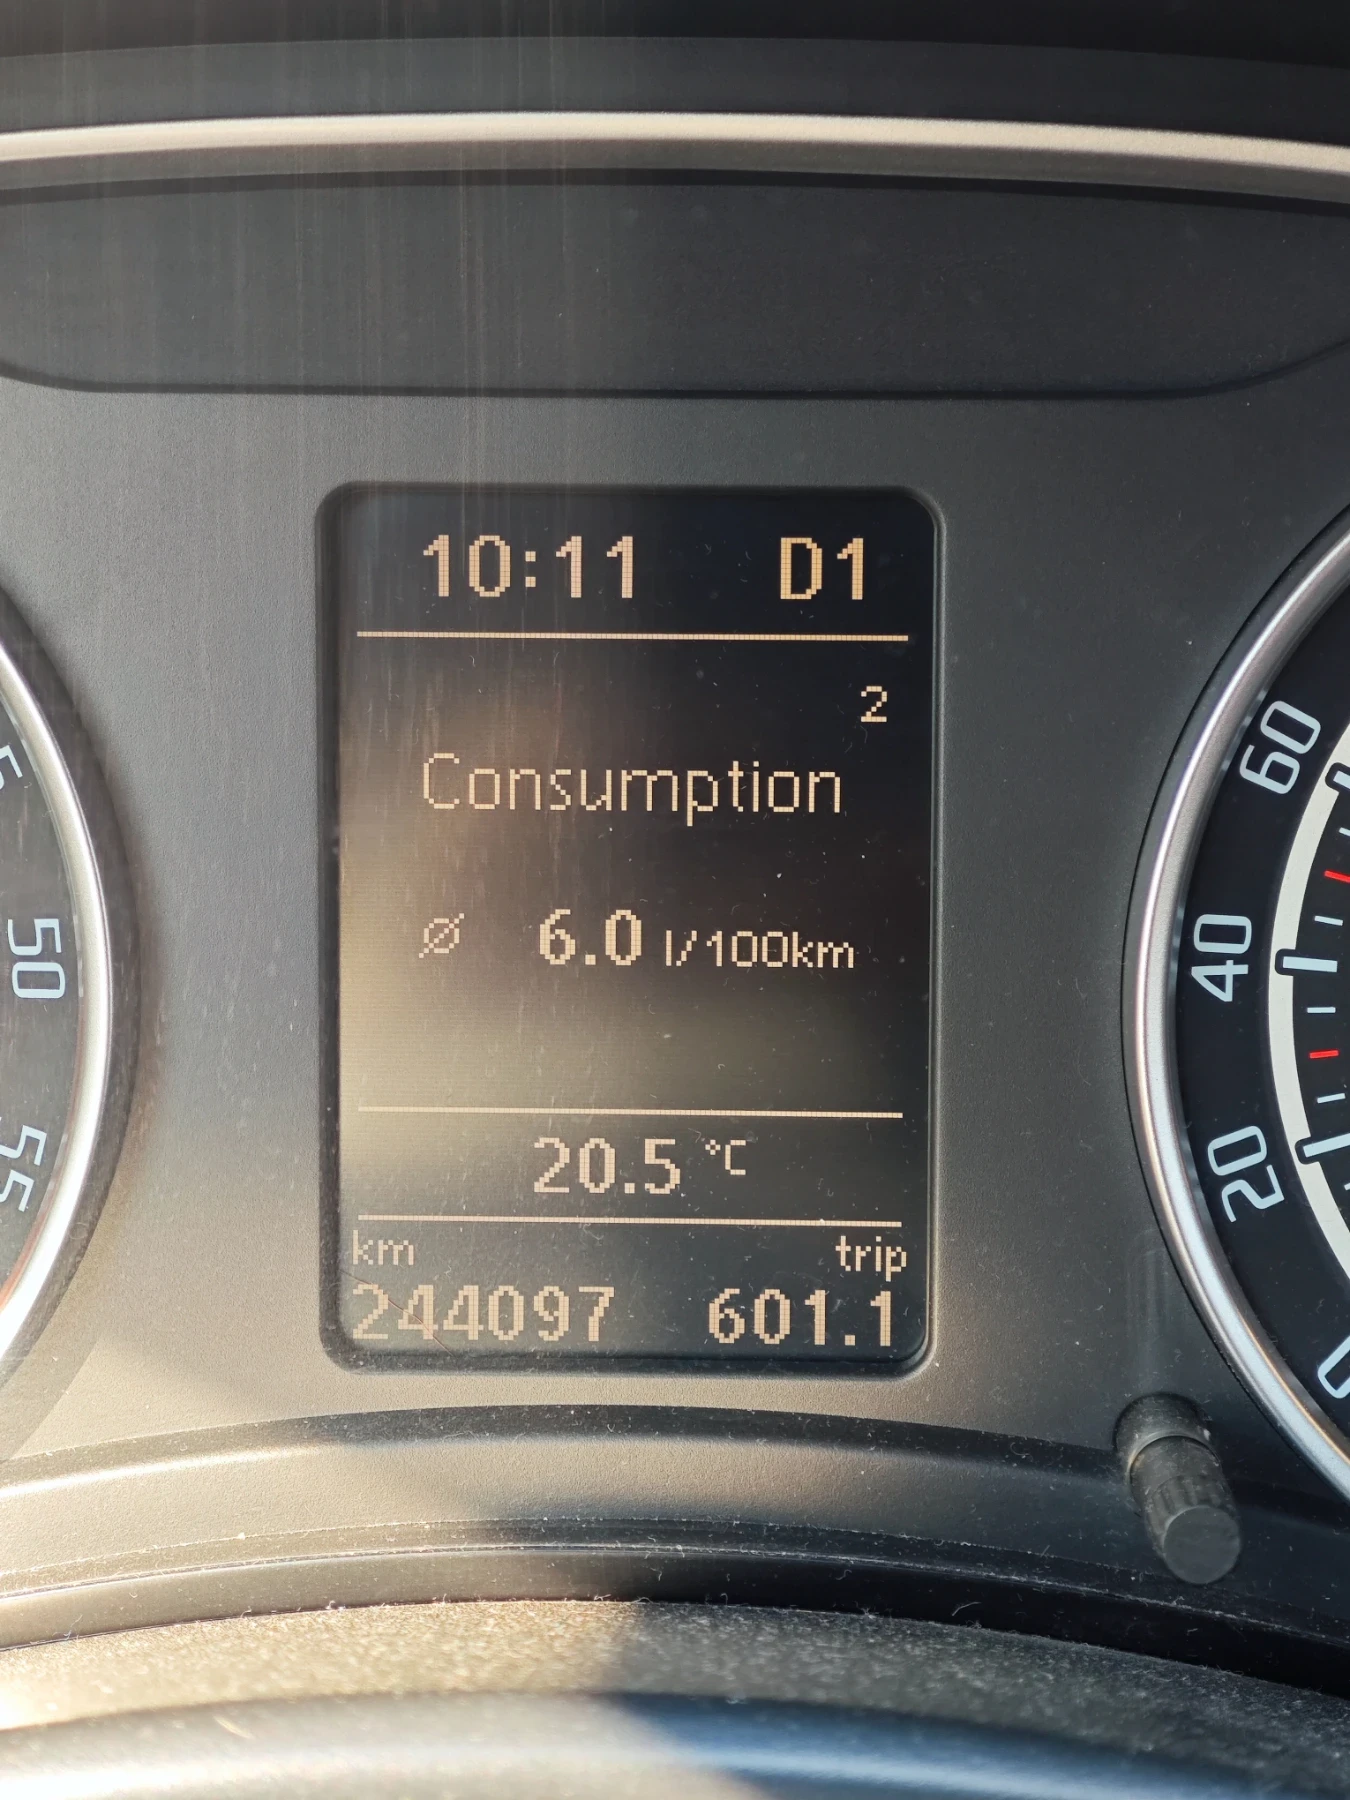 10:11 D1
2
Consumption
Ø 6.0 l/100km
20.5 °C
km trip
244097 601.1
50
55
60
40
20